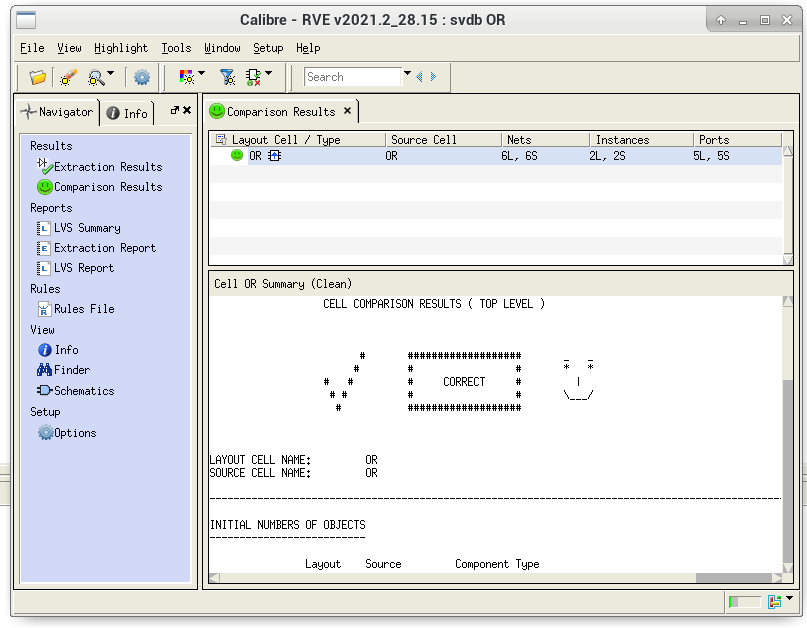 Calibre - RVE v2021.2_28.15 : svdb OR
File View Highlight Tools Window Setup Help
Search
Navigator Info
Comparison Results
Results
Extraction Results
Comparison Results
Reports
LVS Summary
Extraction Report
LVS Report
Rules
Rules File
View
Info
Finder
Schematics
Setup
Options
Layout Cell / Type Source Cell Nets Instances Ports
OR OR 6L, 6S 2L, 2S 5L, 5S
Cell OR Summary (Clean)
CELL COMPARISON RESULTS ( TOP LEVEL )
# ################### _ _
# # # * *
# # # CORRECT # |
# # # # \___/
# ###################
LAYOUT CELL NAME: OR
SOURCE CELL NAME: OR
INITIAL NUMBERS OF OBJECTS
Layout Source Component Type